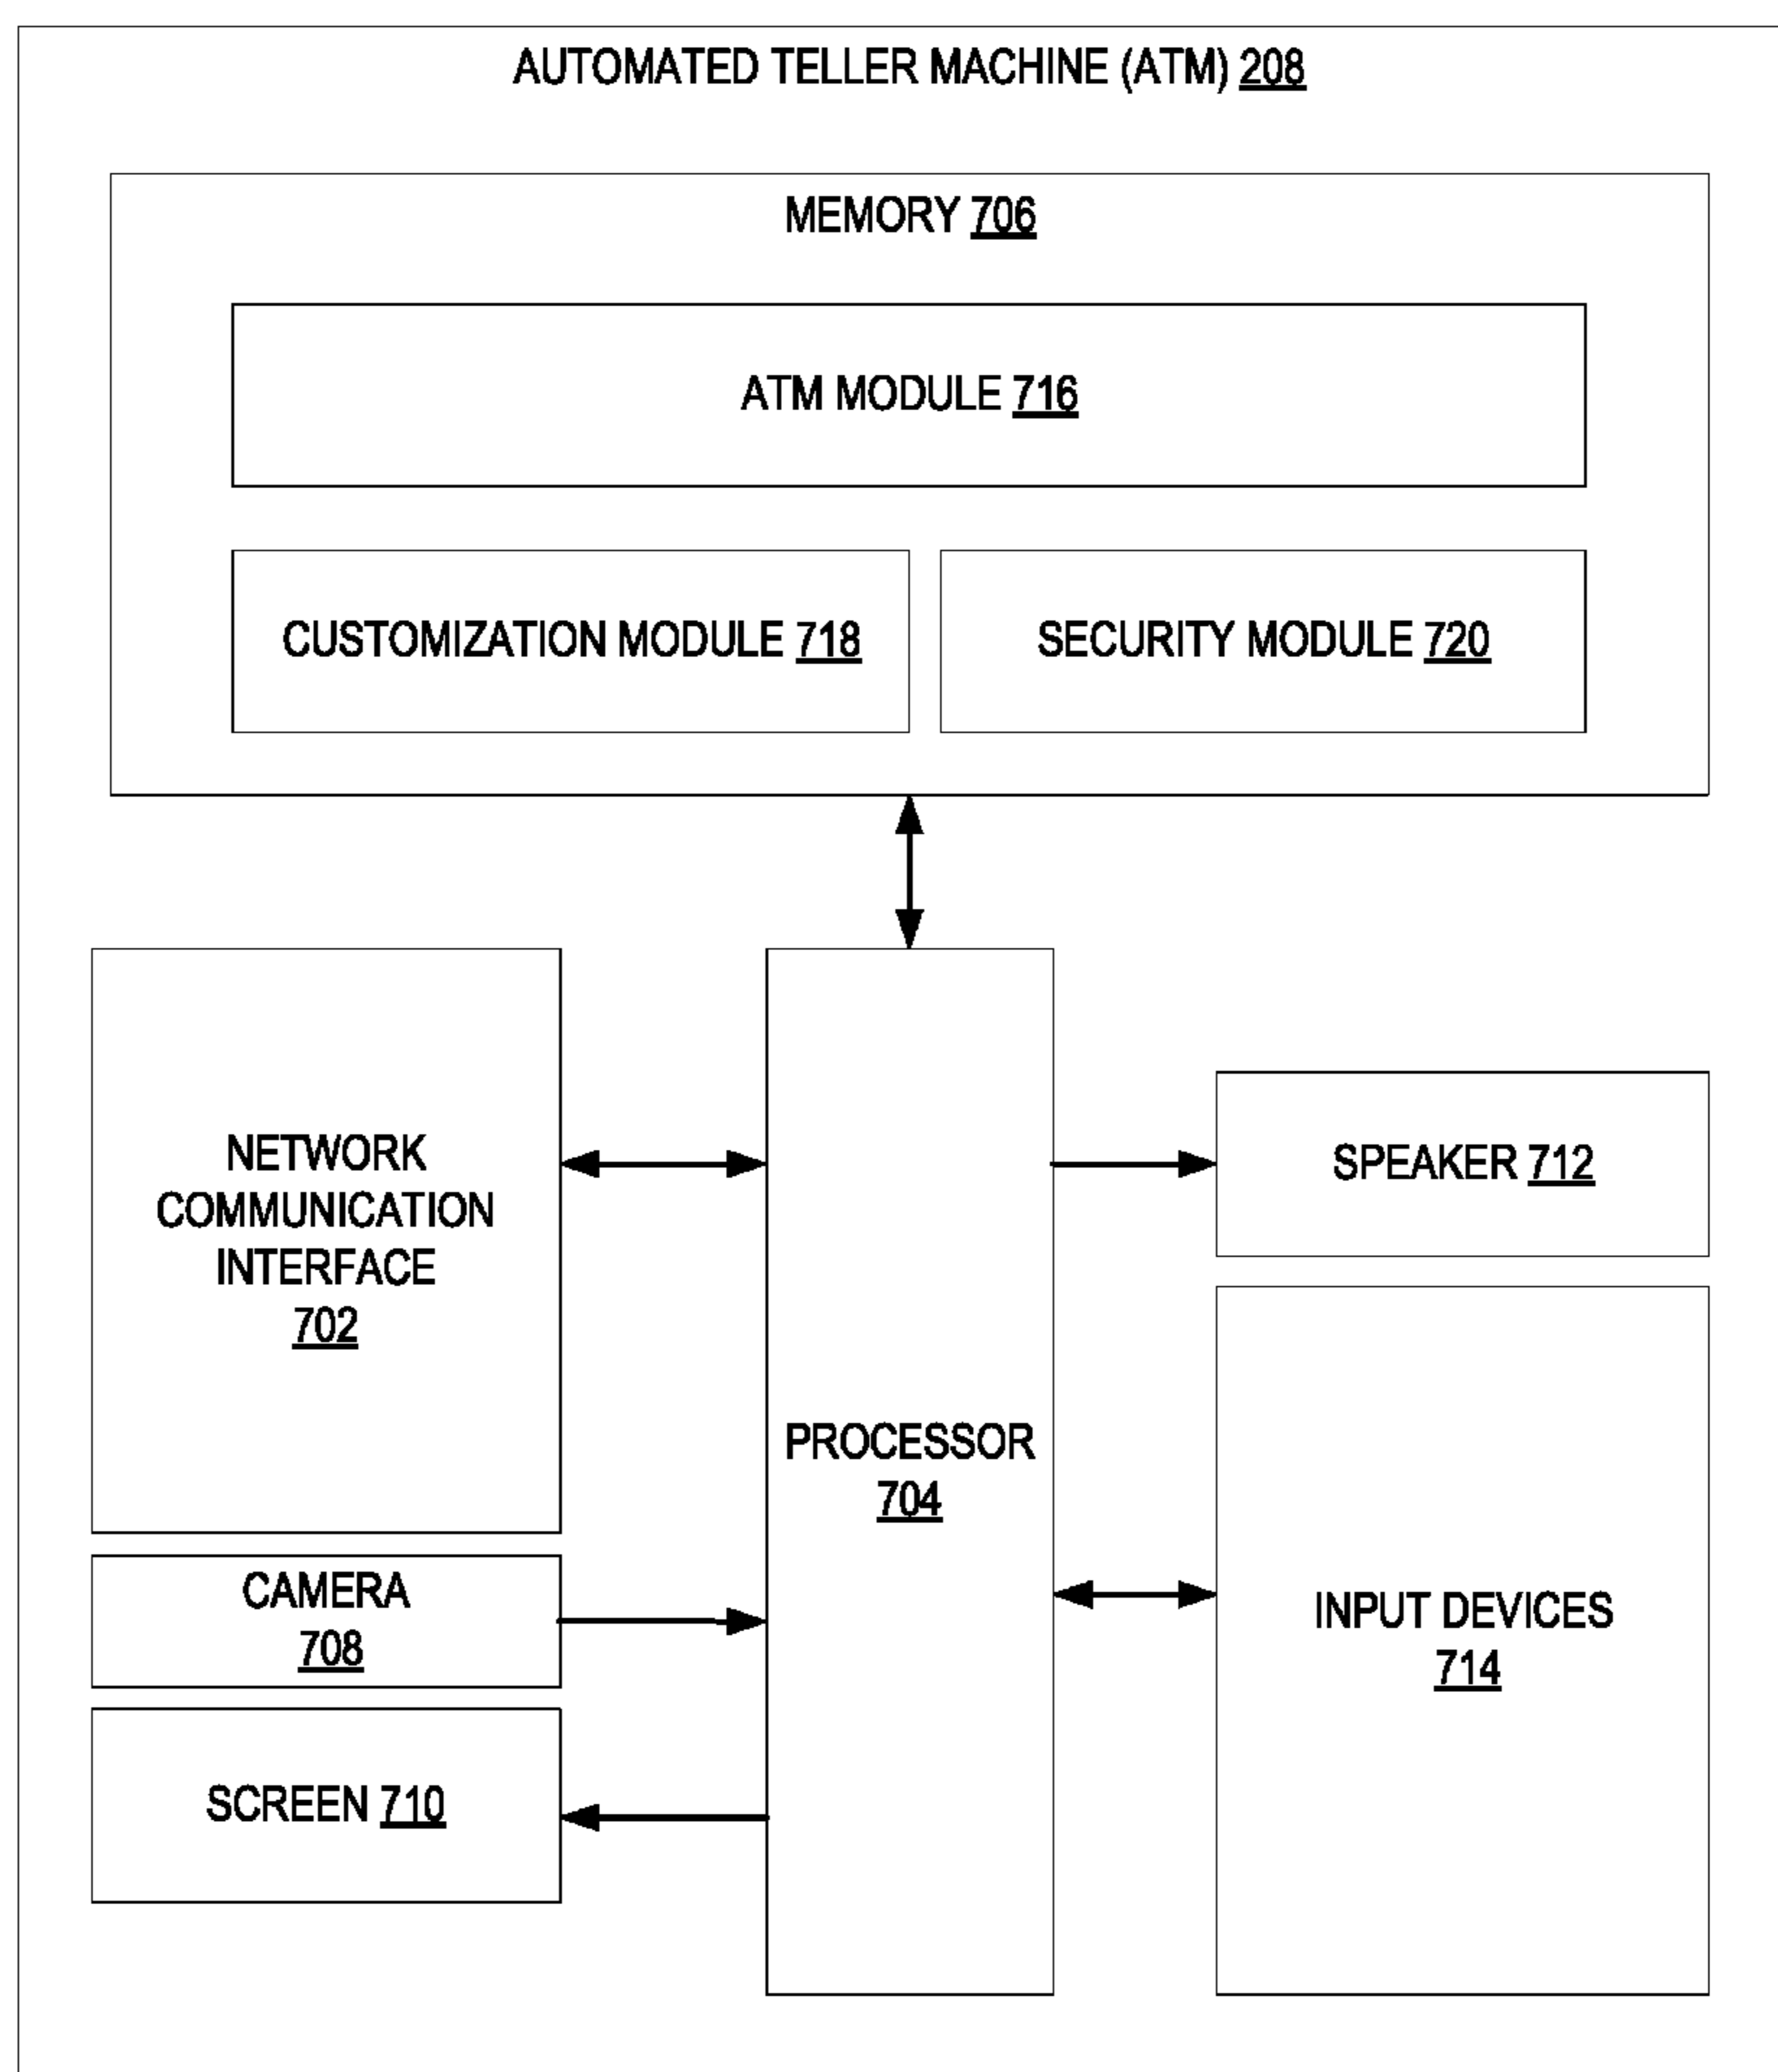 AUTOMATED TELLER MACHINE (ATM) 208
MEMORY 706
ATM MODULE 716
CUSTOMIZATION MODULE 718
SECURITY MODULE 720
NETWORK
COMMUNICATION
INTERFACE
702
SPEAKER 712
PROCESSOR
704
CAMERA
708
INPUT DEVICES
714
SCREEN 710